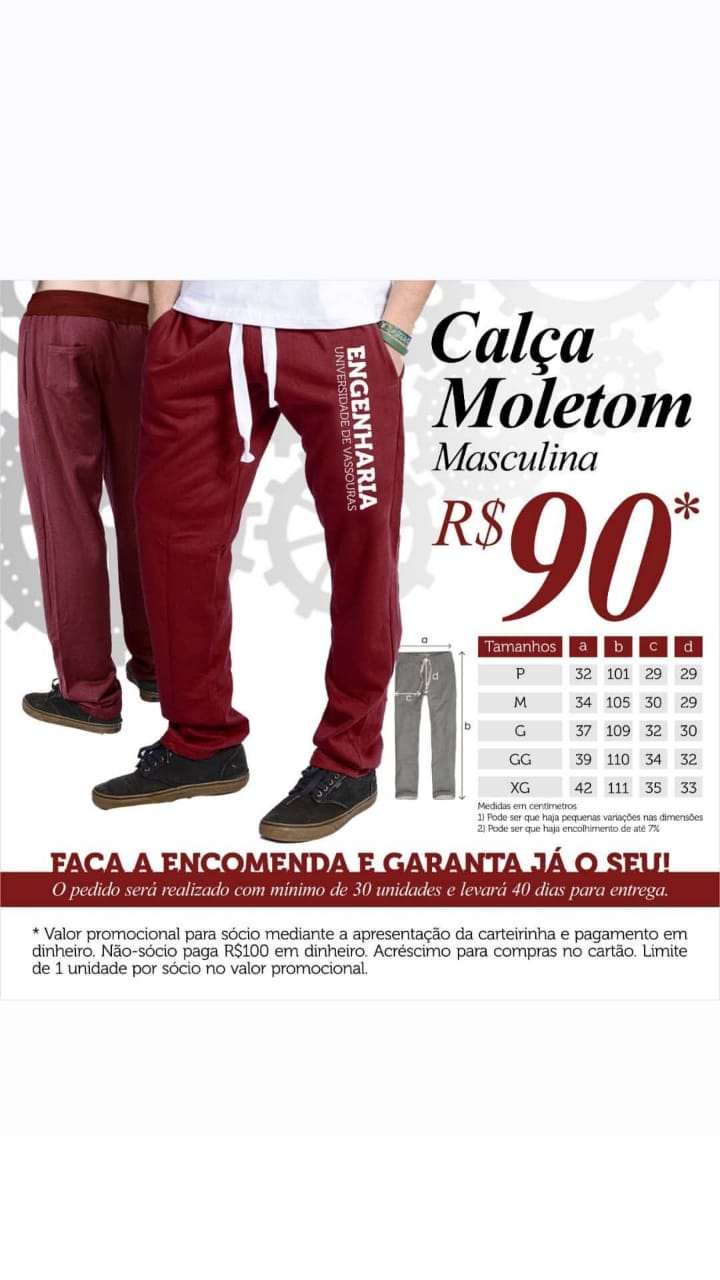 ENGENHARIA
UNIVERSIDADE DE VASSOURAS
Calça
Moletom
Masculina
R$90*
Tamanhos a b c d
P 32 101 29 29
M 34 105 30 29
G 37 109 32 30
GG 39 110 34 32
XG 42 111 35 33
a
b
c
d
Medidas em centímetros
1) Pode ser que haja pequenas variações nas dimensões
2) Pode ser que haja encolhimento de até 7%
FAÇA A ENCOMENDA E GARANTA JÁ O SEU!
O pedido será realizado com mínimo de 30 unidades e levará 40 dias para entrega.
* Valor promocional para sócio mediante a apresentação da carteirinha e pagamento em
dinheiro. Não-sócio paga R$100 em dinheiro. Acréscimo para compras no cartão. Limite
de 1 unidade por sócio no valor promocional.